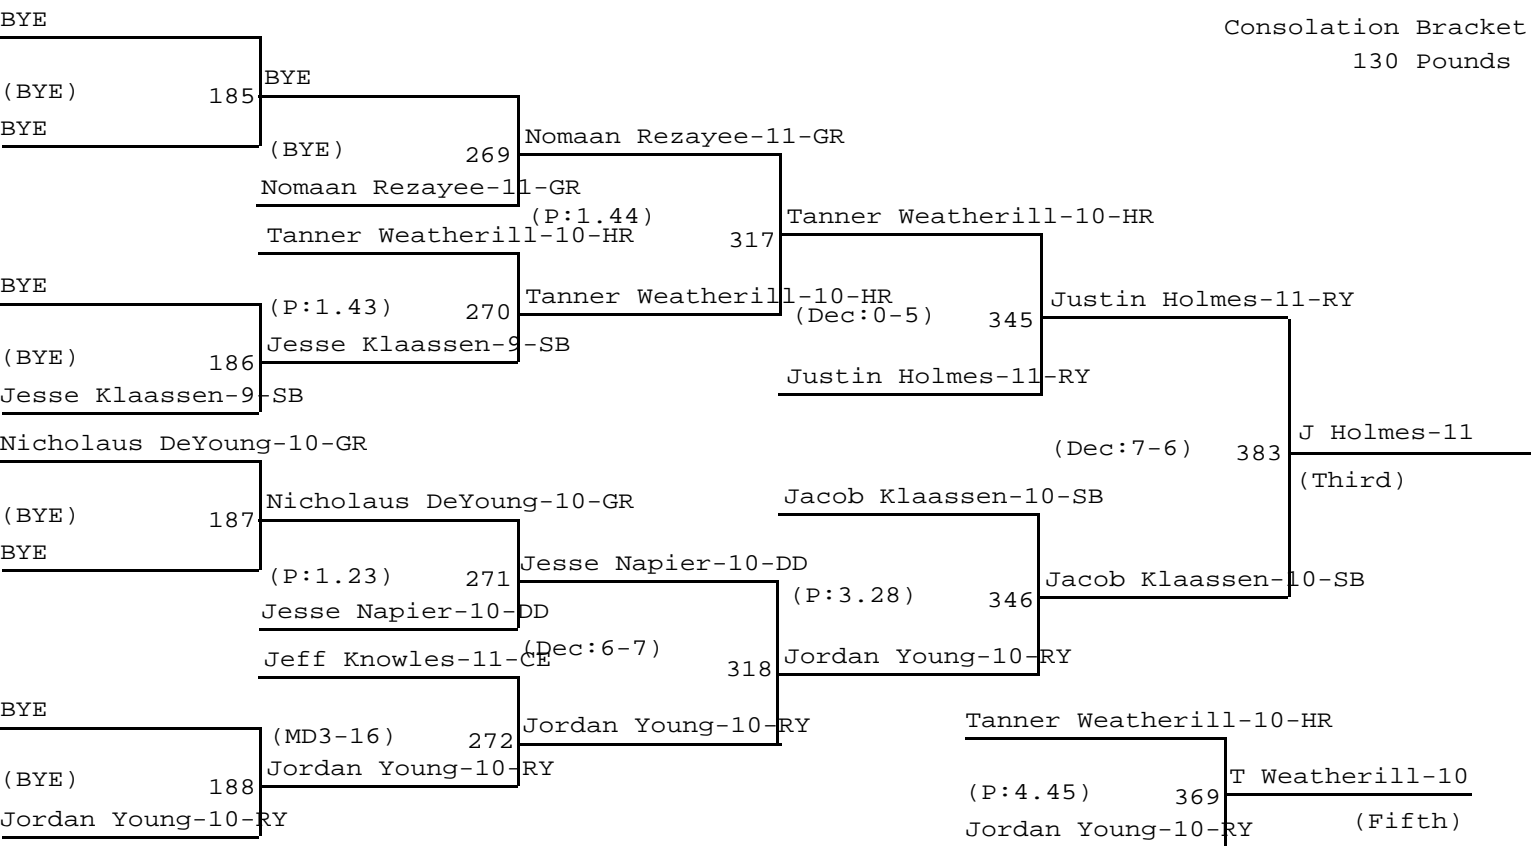 BYE
Consolation Bracket
130 Pounds
BYE
(BYE) 185
BYE
Nomaan Rezayee-11-GR
(BYE) 269
Nomaan Rezayee-11-GR
(P:1.44)
Tanner Weatherill-10-HR
317
Tanner Weatherill-10-HR
BYE
Tanner Weatherill-10-HR
(P:1.43) 270
(Dec:0-5) 345
Justin Holmes-11-RY
Jesse Klaassen-9-SB
(BYE) 186
Justin Holmes-11-RY
Jesse Klaassen-9-SB
Nicholaus DeYoung-10-GR
J Holmes-11
(Dec:7-6) 383
(Third)
Nicholaus DeYoung-10-GR
Jacob Klaassen-10-SB
(BYE) 187
BYE
Jesse Napier-10-DD
(P:1.23) 271
Jacob Klaassen-10-SB
(P:3.28) 346
Jesse Napier-10-DD
(Dec:6-7)
Jeff Knowles-11-CE
318
Jordan Young-10-RY
BYE
Jordan Young-10-RY
Tanner Weatherill-10-HR
(MD3-16) 272
Jordan Young-10-RY
(BYE) 188
T Weatherill-10
(P:4.45) 369
Jordan Young-10-RY
Jordan Young-10-RY
(Fifth)